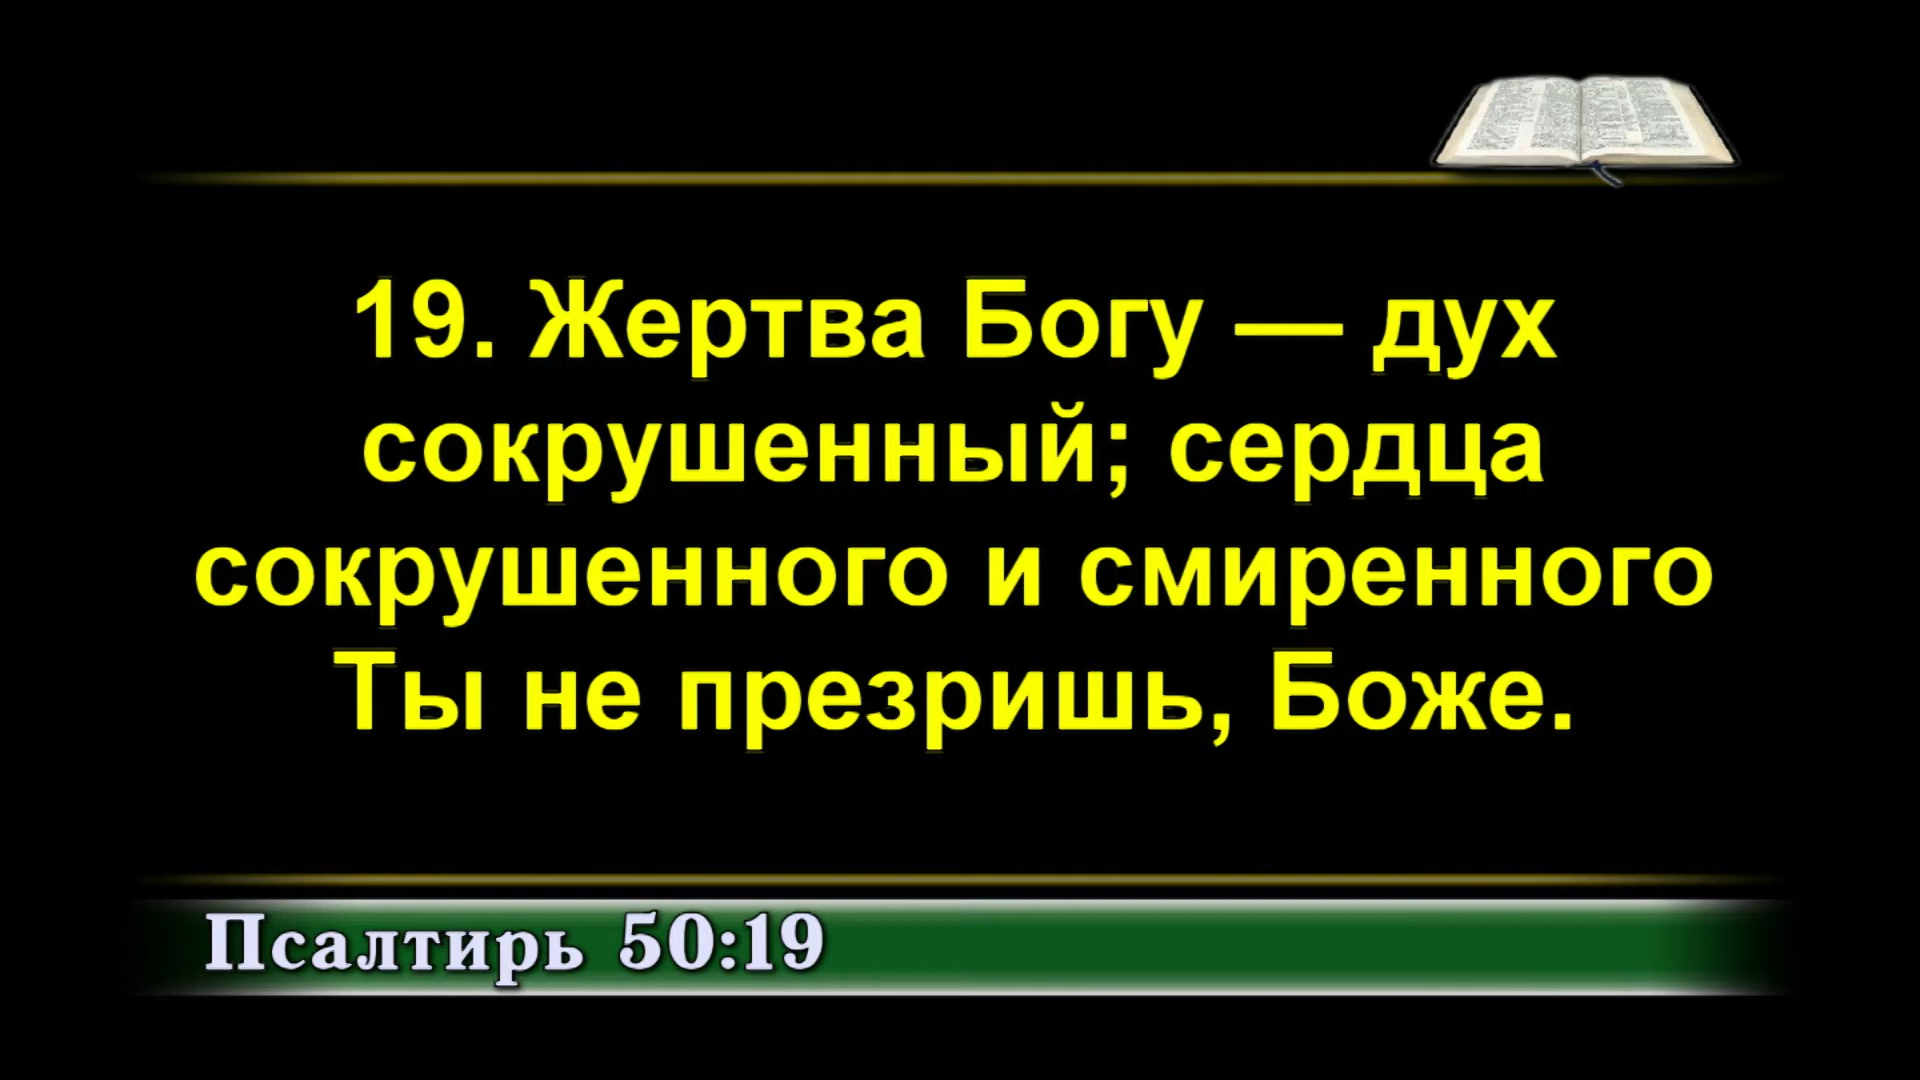 19. Жертва Богу — дух
сокрушенный; сердца
сокрушенного и смиренного
Ты не презришь, Боже.
Псалтирь 50:19